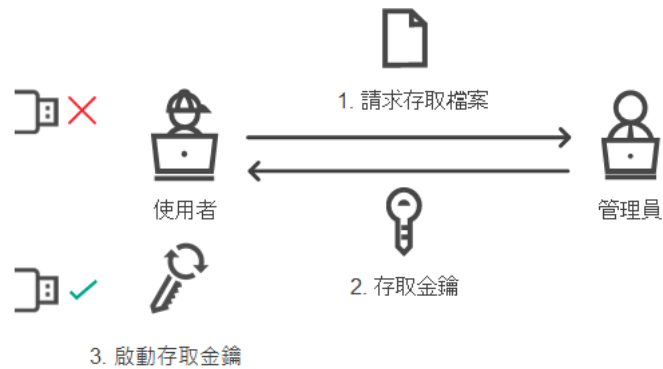 1. 請求存取檔案
使用者
管理員
2. 存取金鑰
3. 啟動存取金鑰